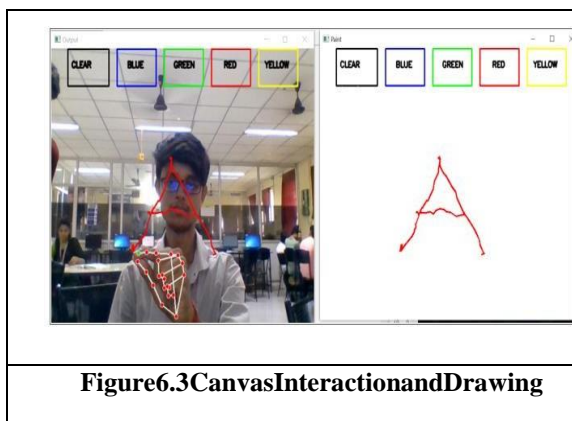 Output
Paint
CLEAR BLUE GREEN RED YELLOW
CLEAR BLUE GREEN RED YELLOW
A
Figure6.3CanvasInteractionandDrawing